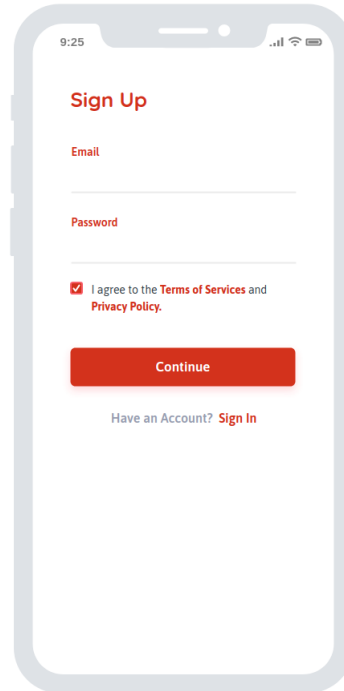 9:25
Sign Up
Email
Password
I agree to the Terms of Services and
Privacy Policy.
Continue
Have an Account? Sign In